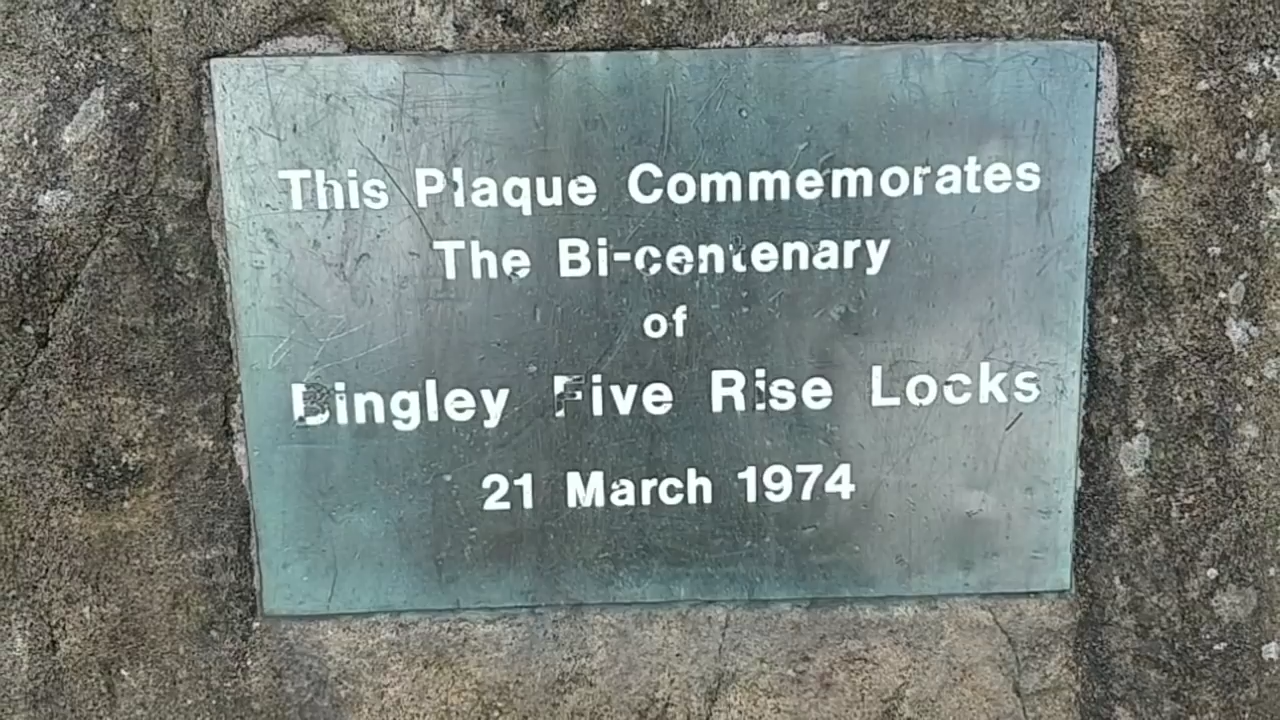 This Plaque Commemorates
The Bi-centenary
of
Bingley Five Rise Locks
21 March 1974